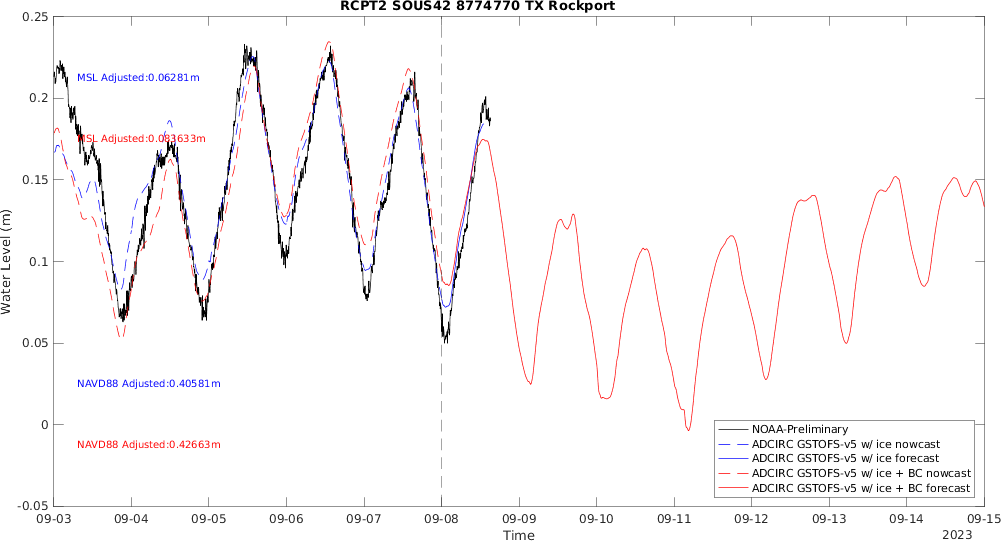 RCPT2 SOUS42 8774770 TX Rockport
0.25
0.2
0.15
0.1
0.05
0
-0.05
Water Level (m)
MSL Adjusted:0.06281m
MSL Adjusted:0.083633m
NAVD88 Adjusted:0.40581m
NAVD88 Adjusted:0.42663m
NOAA-Preliminary
ADCIRC GSTOFS-v5 w/ ice nowcast
ADCIRC GSTOFS-v5 w/ ice forecast
ADCIRC GSTOFS-v5 w/ ice + BC nowcast
ADCIRC GSTOFS-v5 w/ ice + BC forecast
09-03 09-04 09-05 09-06 09-07 09-08 09-09 09-10 09-11 09-12 09-13 09-14 09-15
Time
2023